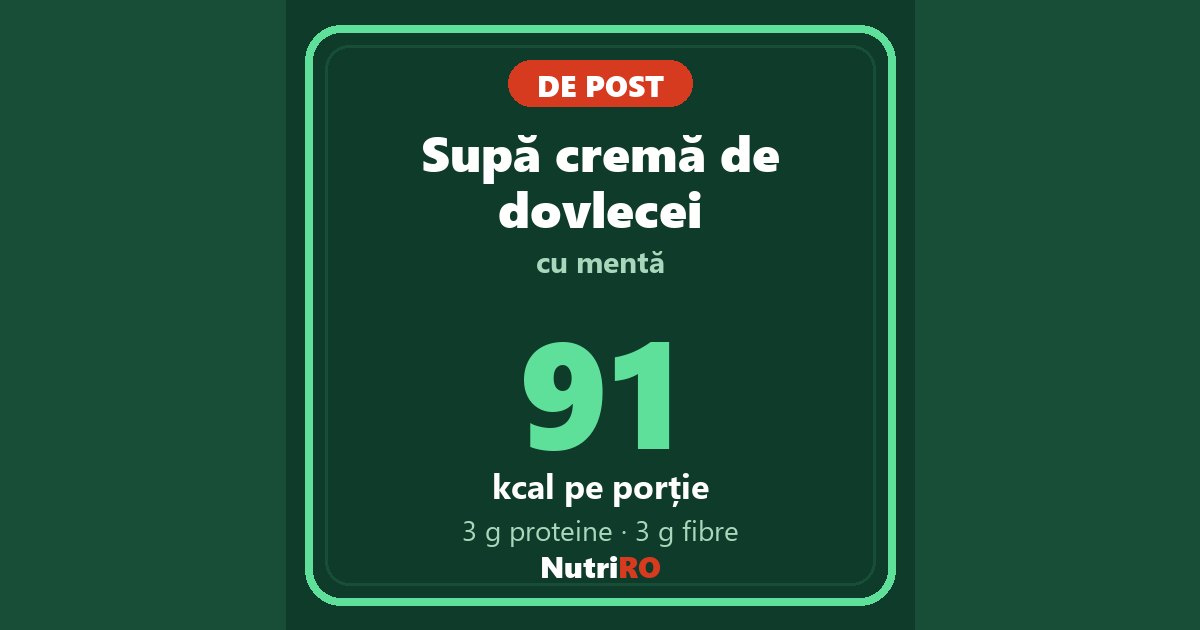 DE POST
Supă cremă de
dovlecei
cu mentă
91
kcal pe porție
3 g proteine · 3 g fibre
NutriRO